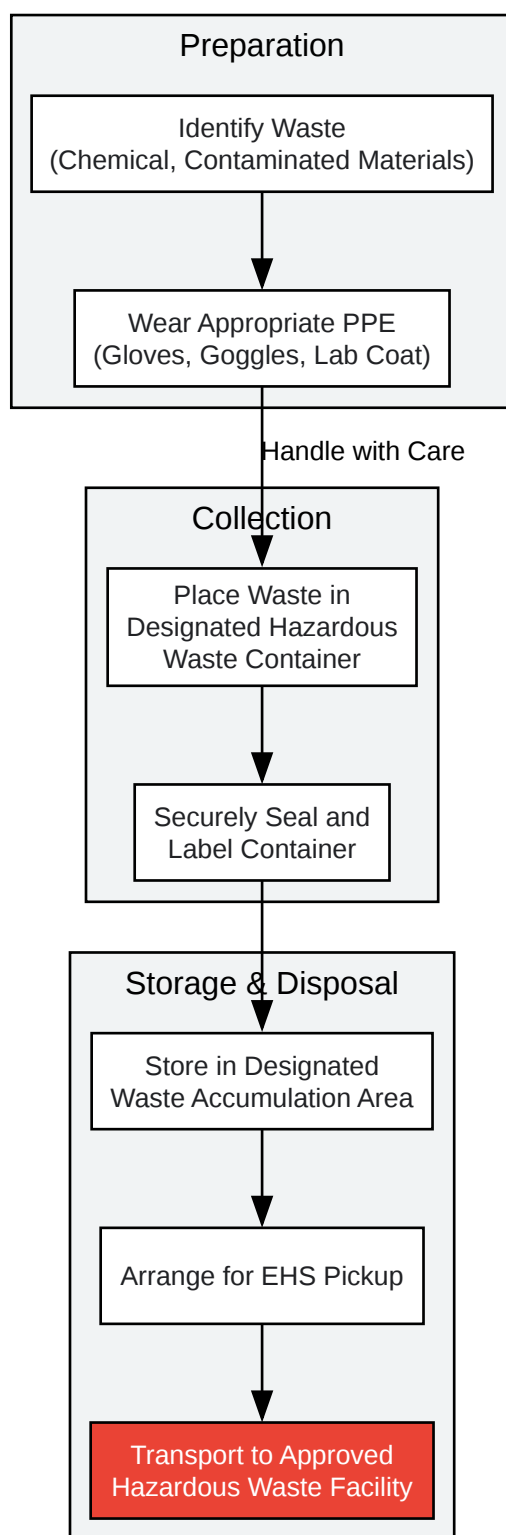 Preparation
Identify Waste
(Chemical, Contaminated Materials)
Wear Appropriate PPE
(Gloves, Goggles, Lab Coat)
Handle with Care
Collection
Place Waste in
Designated Hazardous
Waste Container
Securely Seal and
Label Container
Storage & Disposal
Store in Designated
Waste Accumulation Area
Arrange for EHS Pickup
Transport to Approved
Hazardous Waste Facility